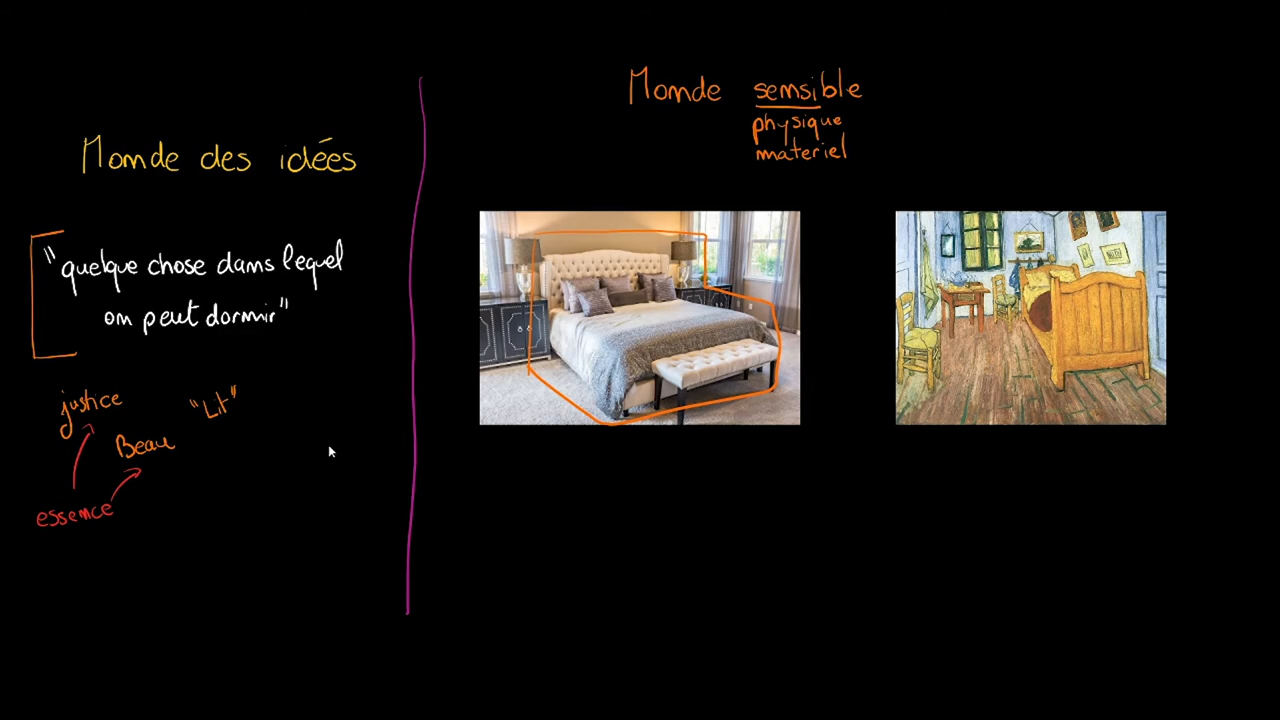 Monde des idées
"quelque chose dans lequel
on peut dormir"
justice
"Lit"
Beau
essence
Monde sensible
physique
materiel